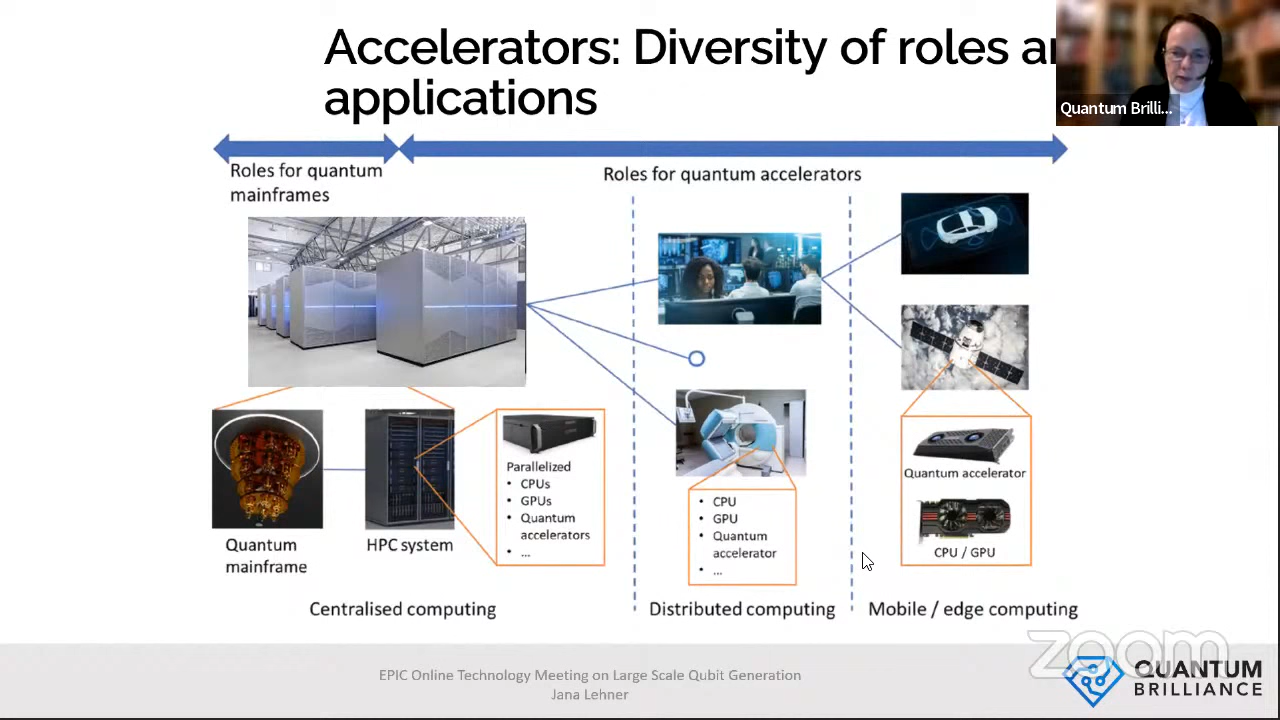 Accelerators: Diversity of roles
applications
Quantum Brilli...
Roles for quantum
mainframes
Roles for quantum accelerators
Parallelized
• CPUs
• GPUs
• Quantum
accelerators
• ...
Quantum
mainframe
HPC system
• CPU
• GPU
• Quantum
accelerator
• ...
Quantum accelerator
CPU / GPU
Centralised computing
Distributed computing
Mobile / edge computing
EPIC Online Technology Meeting on Large Scale Qubit Generation
Jana Lehner
zoom
QUANTUM
BRILLIANCE